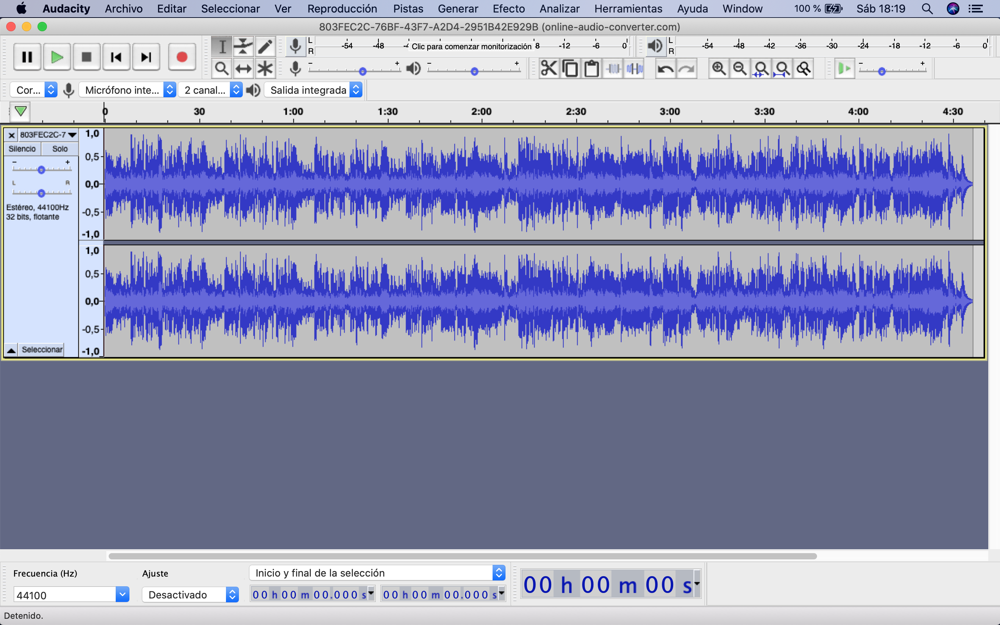 Audacity Archivo Editar Seleccionar Ver Reproducción Pistas Generar Efecto Analizar Herramientas Ayuda Window 100 % Sáb 18:19
803FEC2C-76BF-43F7-A2D4-2951B42E929B (online-audio-converter.com)
L -54 -48 -4 Clic para comenzar monitorización 8 -12 -6 0 L -54 -48 -42 -36 -30 -24 -18 -12 -6 0
R R
- + - + - +
Cor... Micrófono inte... 2 canal... Salida integrada
0 30 1:00 1:30 2:00 2:30 3:00 3:30 4:00 4:30
803FEC2C-7 1,0
Silencio Solo
- + 0,5
L R 0,0
Estéreo, 44100Hz -0,5
32 bits, flotante
-1,0
1,0
0,5
0,0
-0,5
Seleccionar -1,0
Frecuencia (Hz) Ajuste Inicio y final de la selección
44100 Desactivado 00 h 00 m 00.000 s 00 h 00 m 00.000 s 00 h 00 m 00 s
Detenido.